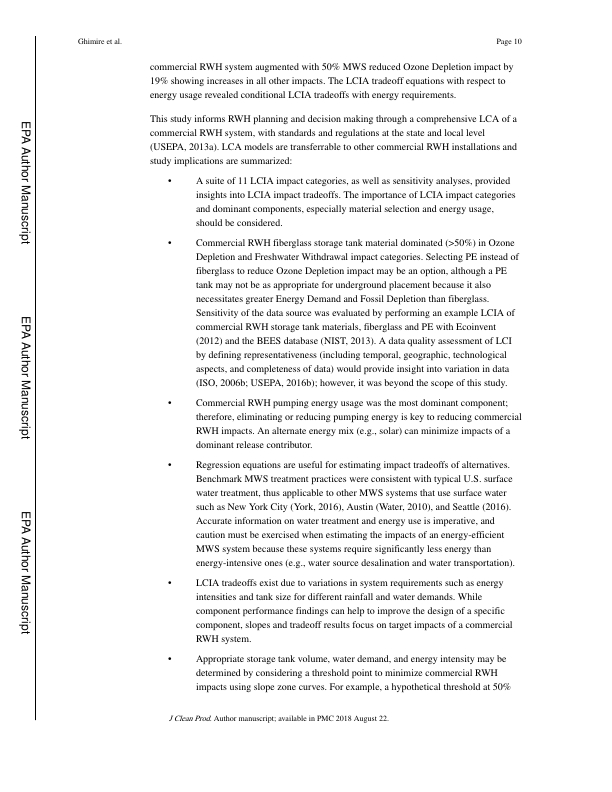 Ghimire et al.
Page 10
commercial RWH system augmented with 50% MWS reduced Ozone Depletion impact by
19% showing increases in all other impacts. The LCIA tradeoff equations with respect to
energy usage revealed conditional LCIA tradeoffs with energy requirements.
This study informs RWH planning and decision making through a comprehensive LCA of a
commercial RWH system, with standards and regulations at the state and local level
(USEPA, 2013a). LCA models are transferrable to other commercial RWH installations and
study implications are summarized:
• A suite of 11 LCIA impact categories, as well as sensitivity analyses, provided
insights into LCIA impact tradeoffs. The importance of LCIA impact categories
and dominant components, especially material selection and energy usage,
should be considered.
• Commercial RWH fiberglass storage tank material dominated (>50%) in Ozone
Depletion and Freshwater Withdrawal impact categories. Selecting PE instead of
fiberglass to reduce Ozone Depletion impact may be an option, although a PE
tank may not be as appropriate for underground placement because it also
necessitates greater Energy Demand and Fossil Depletion than fiberglass.
Sensitivity of the data source was evaluated by performing an example LCIA of
commercial RWH storage tank materials, fiberglass and PE with Ecoinvent
(2012) and the BEES database (NIST, 2013). A data quality assessment of LCI
by defining representativeness (including temporal, geographic, technological
aspects, and completeness of data) would provide insight into variation in data
(ISO, 2006b; USEPA, 2016b); however, it was beyond the scope of this study.
• Commercial RWH pumping energy usage was the most dominant component;
therefore, eliminating or reducing pumping energy is key to reducing commercial
RWH impacts. An alternate energy mix (e.g., solar) can minimize impacts of a
dominant release contributor.
• Regression equations are useful for estimating impact tradeoffs of alternatives.
Benchmark MWS treatment practices were consistent with typical U.S. surface
water treatment, thus applicable to other MWS systems that use surface water
such as New York City (York, 2016), Austin (Water, 2010), and Seattle (2016).
Accurate information on water treatment and energy use is imperative, and
caution must be exercised when estimating the impacts of an energy-efficient
MWS system because these systems require significantly less energy than
energy-intensive ones (e.g., water source desalination and water transportation).
• LCIA tradeoffs exist due to variations in system requirements such as energy
intensities and tank size for different rainfall and water demands. While
component performance findings can help to improve the design of a specific
component, slopes and tradeoff results focus on target impacts of a commercial
RWH system.
• Appropriate storage tank volume, water demand, and energy intensity may be
determined by considering a threshold point to minimize commercial RWH
impacts using slope zone curves. For example, a hypothetical threshold at 50%
J Clean Prod. Author manuscript; available in PMC 2018 August 22.
EPA Author Manuscript
EPA Author Manuscript
EPA Author Manuscript